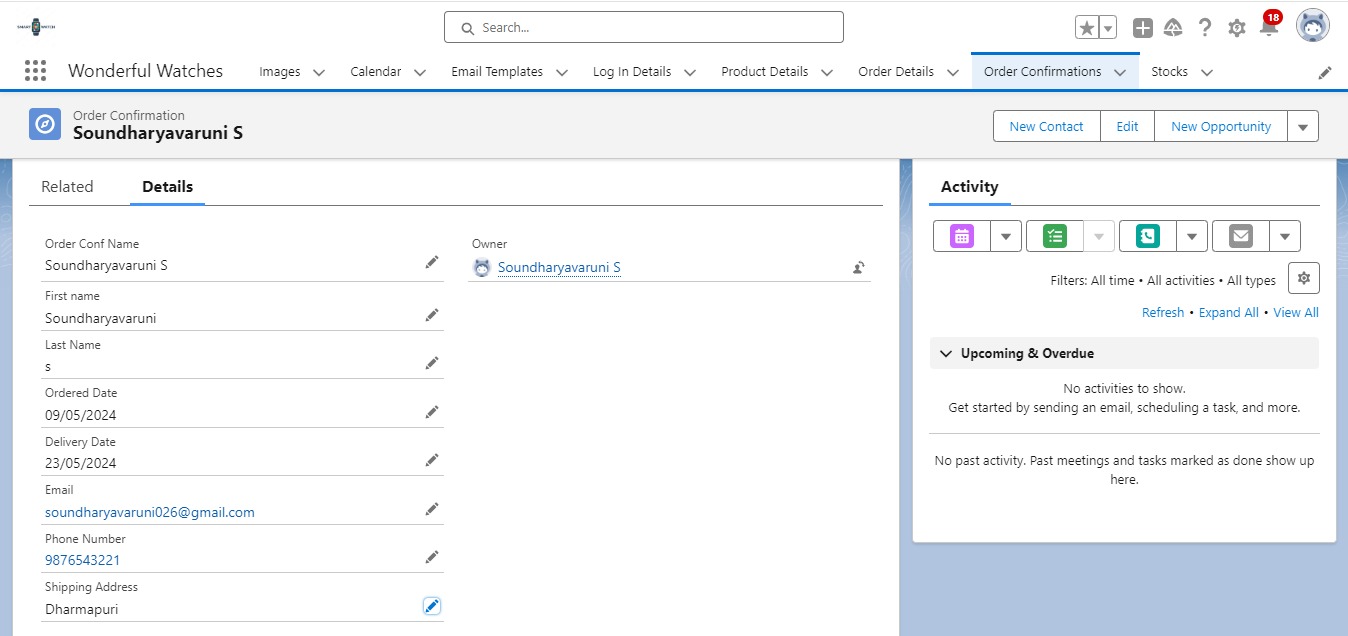 SMART WATCH
Search...
18
Wonderful Watches
Images
Calendar
Email Templates
Log In Details
Product Details
Order Details
Order Confirmations
Stocks
Order Confirmation
Soundharyavaruni S
New Contact
Edit
New Opportunity
Related
Details
Order Conf Name
Soundharyavaruni S
First name
Soundharyavaruni
Last Name
s
Ordered Date
09/05/2024
Delivery Date
23/05/2024
Email
soundharyavaruni026@gmail.com
Phone Number
9876543221
Shipping Address
Dharmapuri
Owner
Soundharyavaruni S
Activity
Filters: All time • All activities • All types
Refresh • Expand All • View All
Upcoming & Overdue
No activities to show.
Get started by sending an email, scheduling a task, and more.
No past activity. Past meetings and tasks marked as done show up
here.